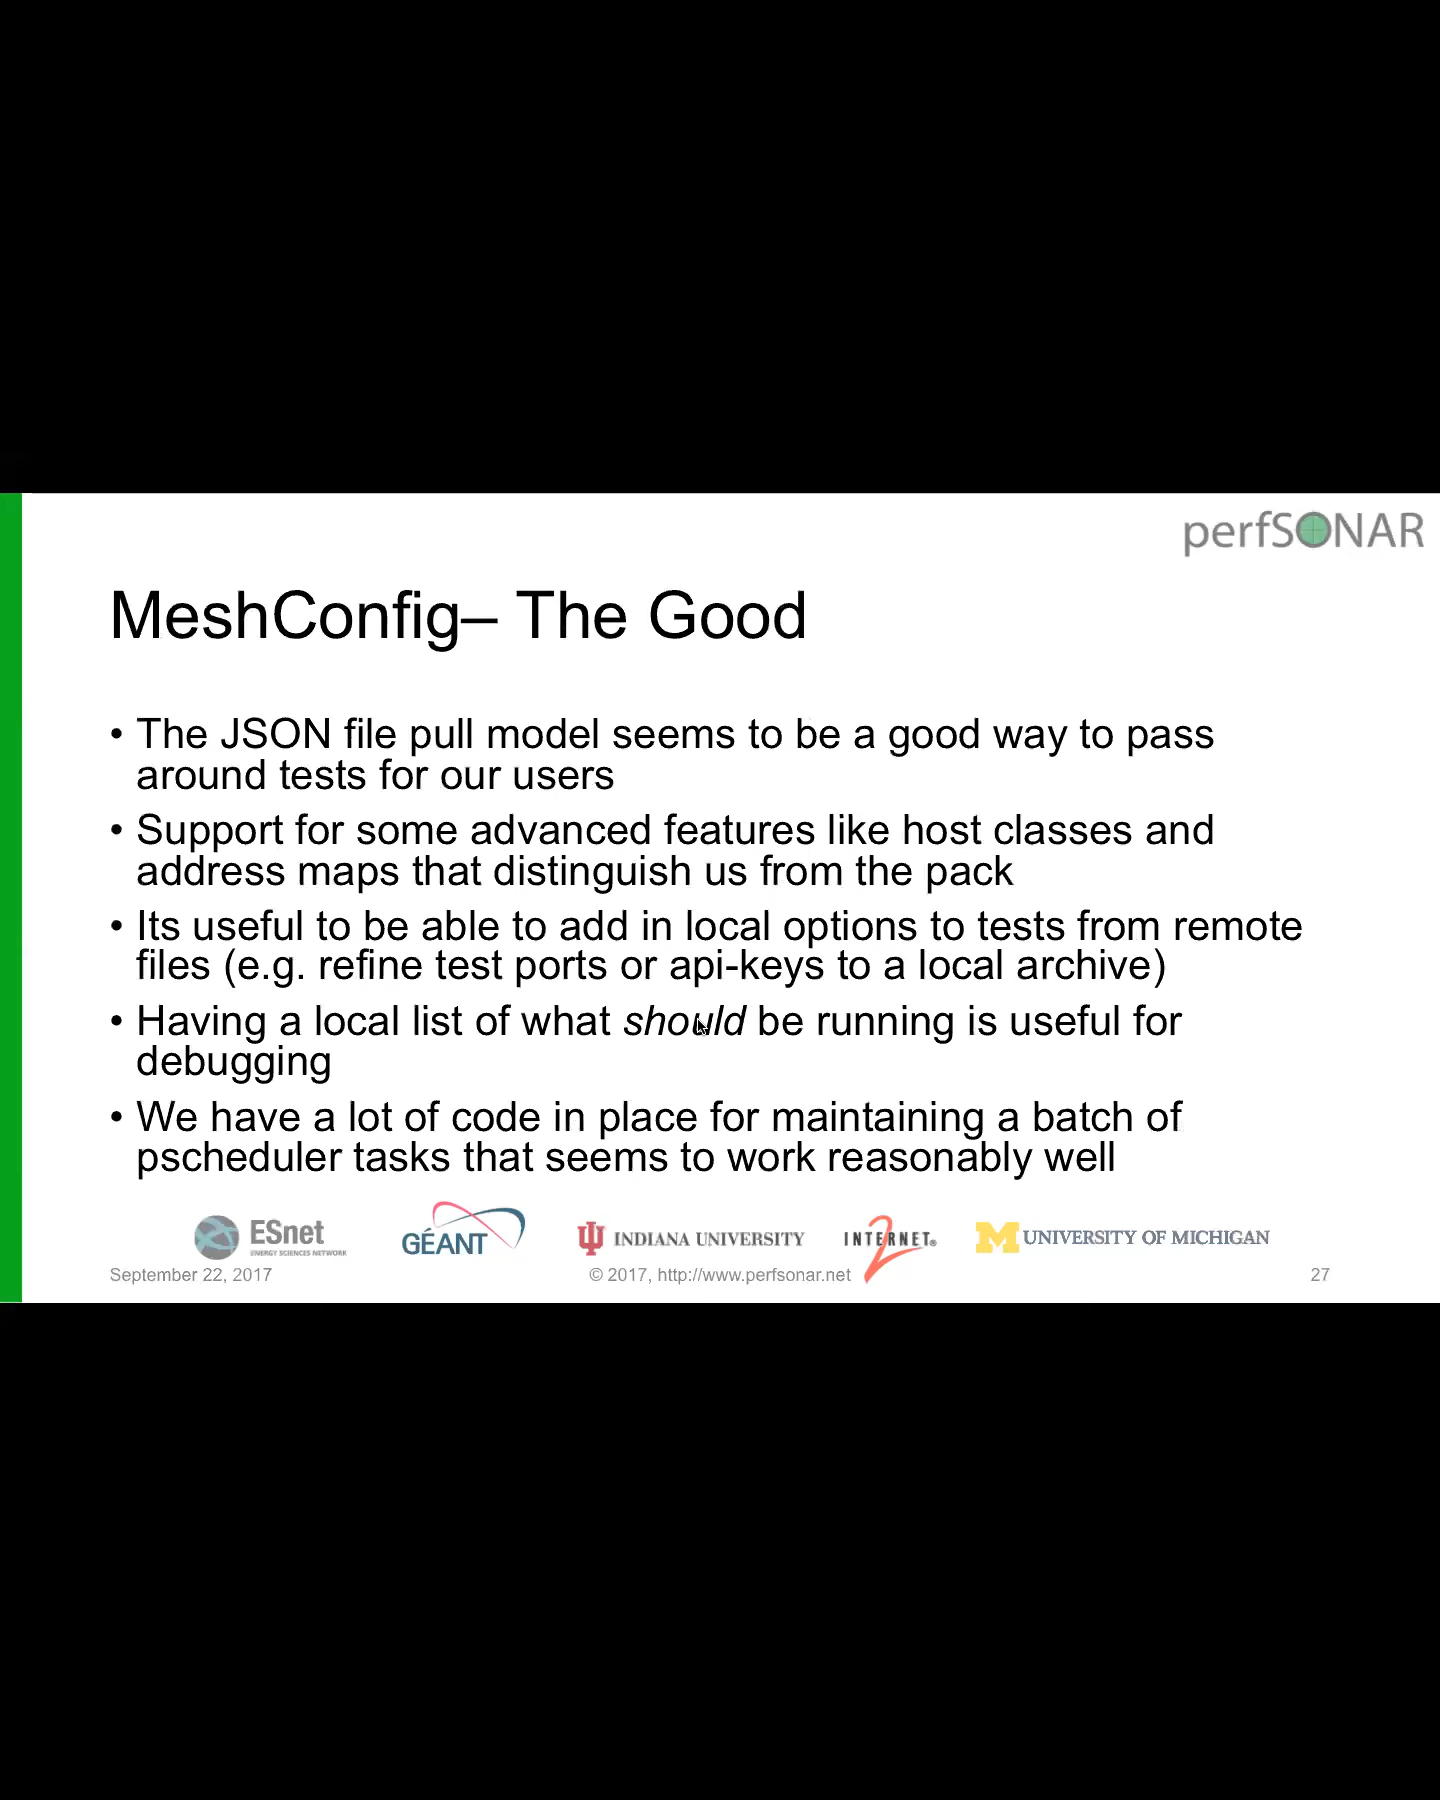 perfSONAR
MeshConfig– The Good
• The JSON file pull model seems to be a good way to pass
around tests for our users
• Support for some advanced features like host classes and
address maps that distinguish us from the pack
• Its useful to be able to add in local options to tests from remote
files (e.g. refine test ports or api-keys to a local archive)
• Having a local list of what should be running is useful for
debugging
• We have a lot of code in place for maintaining a batch of
pscheduler tasks that seems to work reasonably well
ESnet
ENERGY SCIENCES NETWORK
GÉANT
INDIANA UNIVERSITY
INTERNET2®
M UNIVERSITY OF MICHIGAN
September 22, 2017
© 2017, http://www.perfsonar.net
27